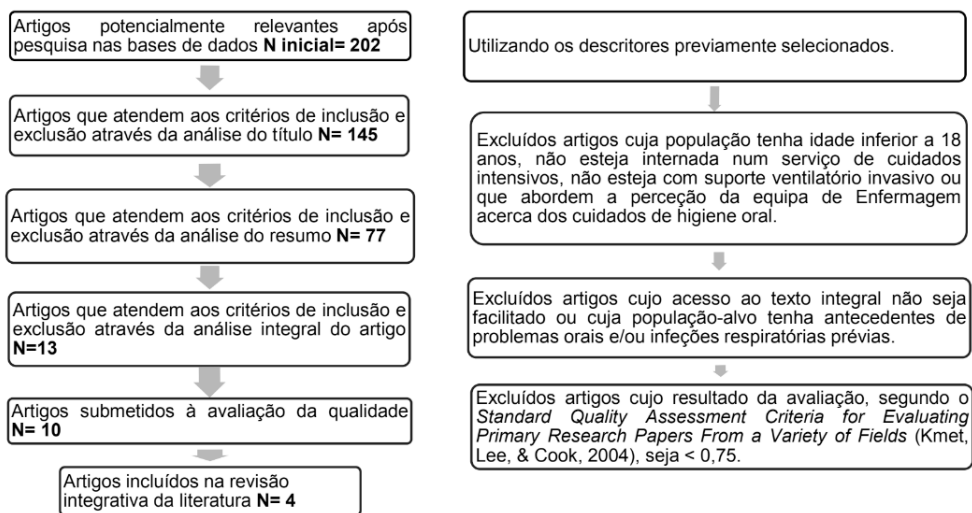 Artigos potencialmente relevantes após
pesquisa nas bases de dados N inicial= 202
Artigos que atendem aos critérios de inclusão e
exclusão através da análise do título N= 145
Artigos que atendem aos critérios de inclusão e
exclusão através da análise do resumo N= 77
Artigos que atendem aos critérios de inclusão e
exclusão através da análise integral do artigo
N=13
Artigos submetidos à avaliação da qualidade
N= 10
Artigos incluídos na revisão
integrativa da literatura N= 4
Utilizando os descritores previamente selecionados.
Excluídos artigos cuja população tenha idade inferior a 18
anos, não esteja internada num serviço de cuidados
intensivos, não esteja com suporte ventilatório invasivo ou
que abordem a perceção da equipa de Enfermagem
acerca dos cuidados de higiene oral.
Excluídos artigos cujo acesso ao texto integral não seja
facilitado ou cuja população-alvo tenha antecedentes de
problemas orais e/ou infeções respiratórias prévias.
Excluídos artigos cujo resultado da avaliação, segundo o
Standard Quality Assessment Criteria for Evaluating
Primary Research Papers From a Variety of Fields (Kmet,
Lee, & Cook, 2004), seja < 0,75.